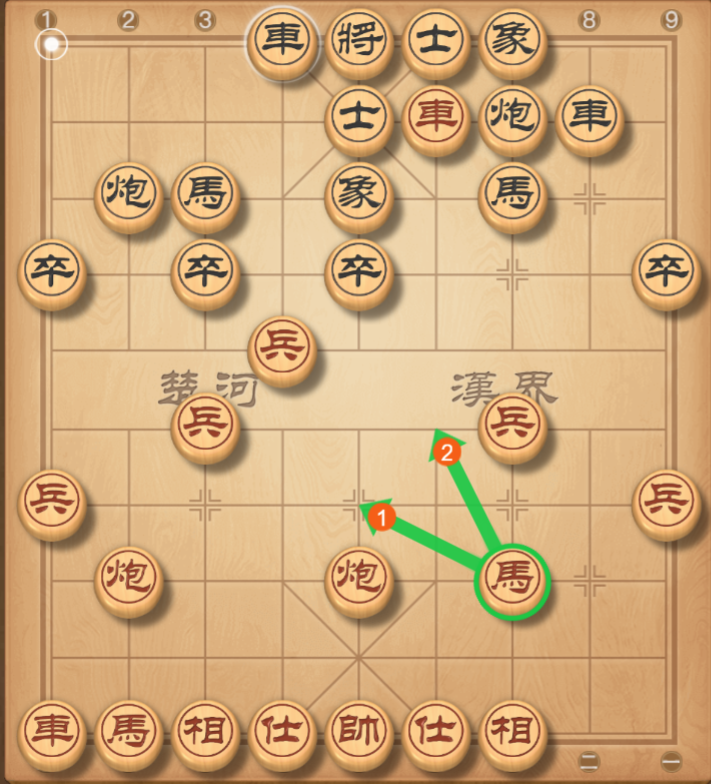 1 2 3 8 9
車 將 士 象
士 車 炮 車
炮 馬 象 馬
卒 卒 卒 卒
兵
楚河 漢界
兵 兵
2
兵 兵
1
炮 炮 馬
車 馬 相 仕 帥 仕 相
二 一